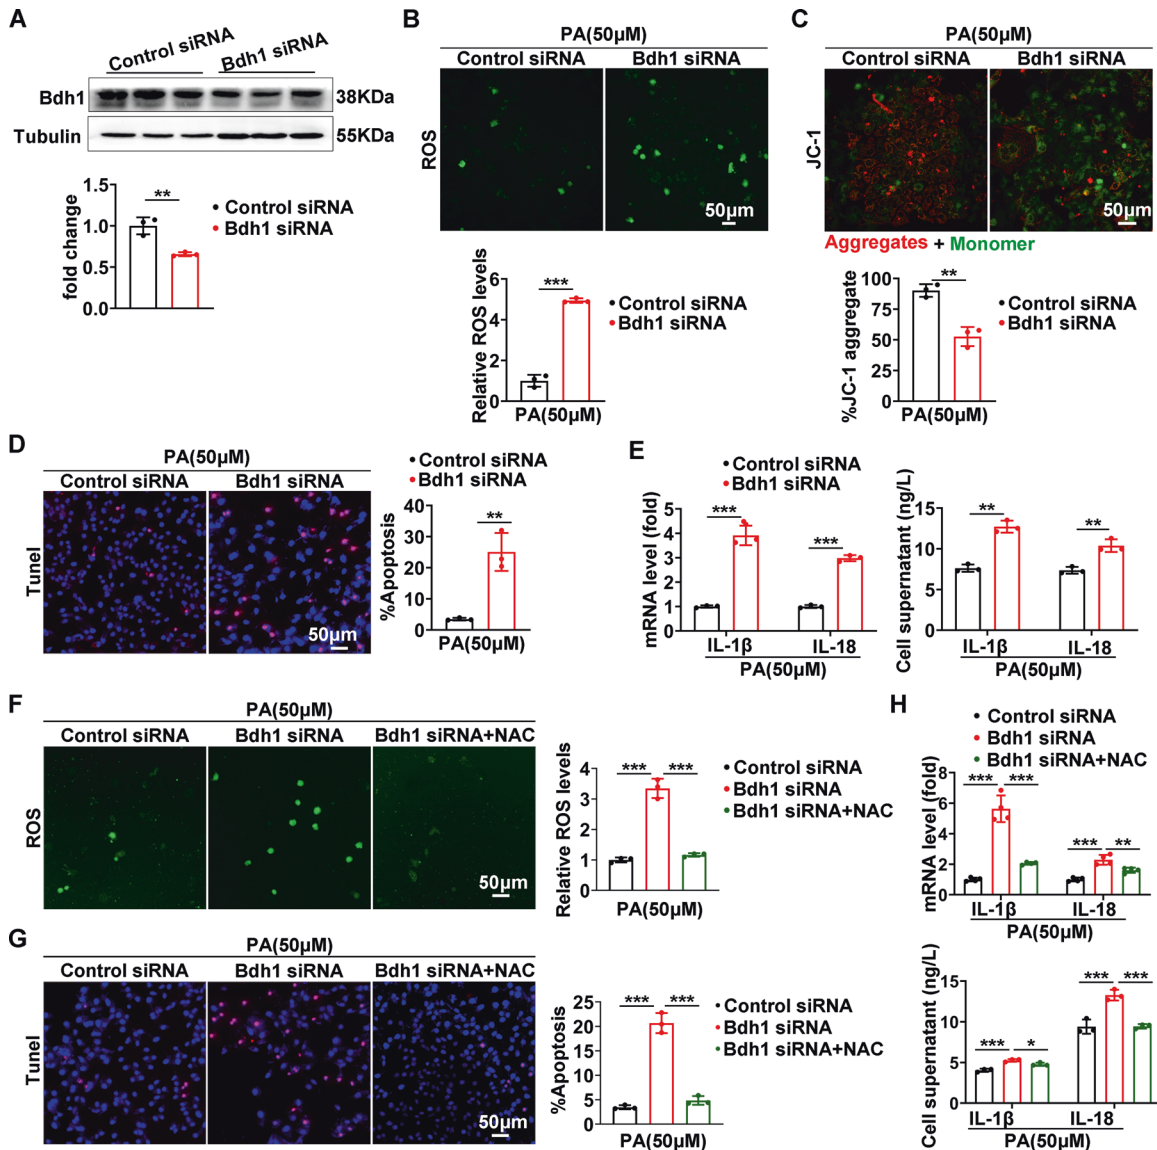 A
Control siRNA
Bdh1 siRNA
Bdh1
38KDa
Tubulin
55KDa
fold change
1.5
1.0
0.5
0.0
**
Control siRNA
Bdh1 siRNA
B
PA(50μM)
Control siRNA
Bdh1 siRNA
ROS
50μm
Relative ROS levels
6
4
2
0
***
PA(50μM)
Control siRNA
Bdh1 siRNA
C
PA(50μM)
Control siRNA
Bdh1 siRNA
JC-1
50μm
Aggregates + Monomer
%JC-1 aggregate
100
75
50
25
0
**
PA(50μM)
Control siRNA
Bdh1 siRNA
D
PA(50μM)
Control siRNA
Bdh1 siRNA
Tunel
50μm
Control siRNA
Bdh1 siRNA
%Apoptosis
40
30
20
10
0
**
PA(50μM)
E
Control siRNA
Bdh1 siRNA
mRNA level (fold)
5
4
3
2
1
0
***
***
IL-1β
IL-18
PA(50μM)
Cell supernatant (ng/L)
15
10
5
0
**
**
IL-1β
IL-18
PA(50μM)
F
PA(50μM)
Control siRNA
Bdh1 siRNA
Bdh1 siRNA+NAC
ROS
50μm
Relative ROS levels
4
3
2
1
0
***
***
PA(50μM)
Control siRNA
Bdh1 siRNA
Bdh1 siRNA+NAC
G
PA(50μM)
Control siRNA
Bdh1 siRNA
Bdh1 siRNA+NAC
Tunel
50μm
%Apoptosis
25
20
15
10
5
0
***
***
PA(50μM)
Control siRNA
Bdh1 siRNA
Bdh1 siRNA+NAC
H
Control siRNA
Bdh1 siRNA
Bdh1 siRNA+NAC
mRNA level (fold)
8
6
4
2
0
***
***
***
**
IL-1β
IL-18
PA(50μM)
Cell supernatant (ng/L)
15
10
5
0
***
*
***
***
IL-1β
IL-18
PA(50μM)